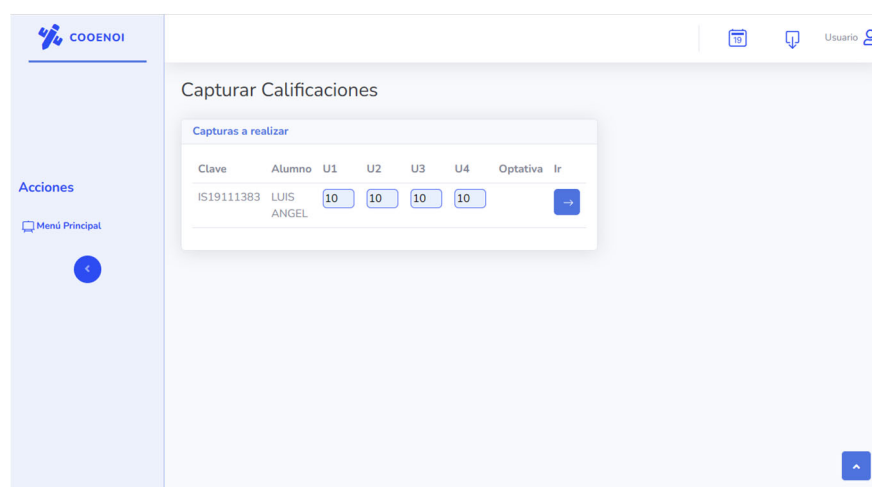 COOENOI
19
Usuario
Capturar Calificaciones
Capturas a realizar
Clave Alumno U1 U2 U3 U4 Optativa Ir
IS19111383 LUIS ANGEL 10 10 10 10
Acciones
Menú Principal